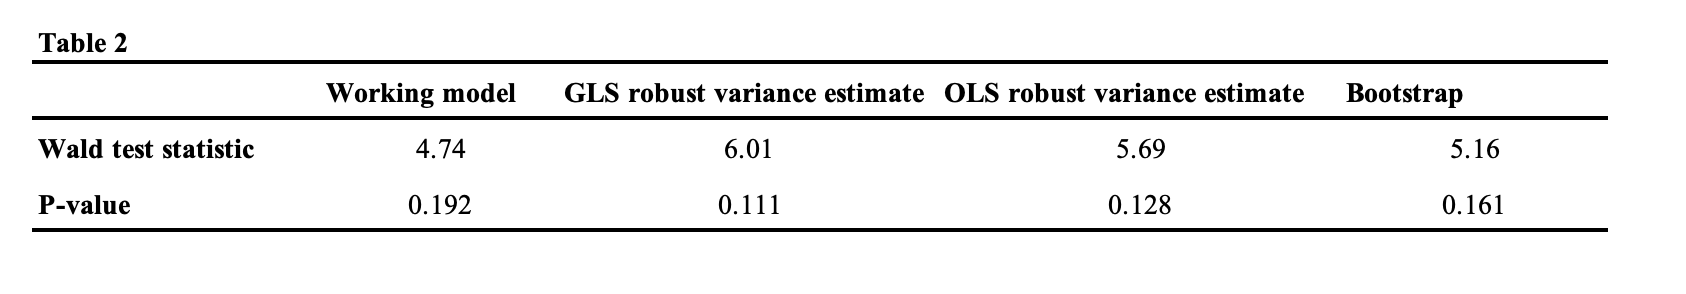 Table 2
Working model GLS robust variance estimate OLS robust variance estimate Bootstrap
Wald test statistic 4.74 6.01 5.69 5.16
P-value 0.192 0.111 0.128 0.161